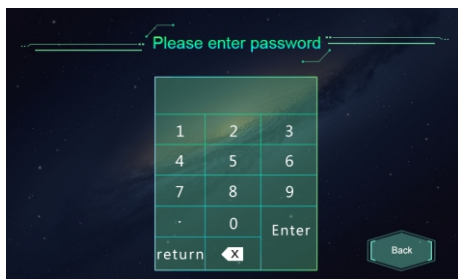 Please enter password
1 2 3
4 5 6
7 8 9
. 0 Enter
return X
Back